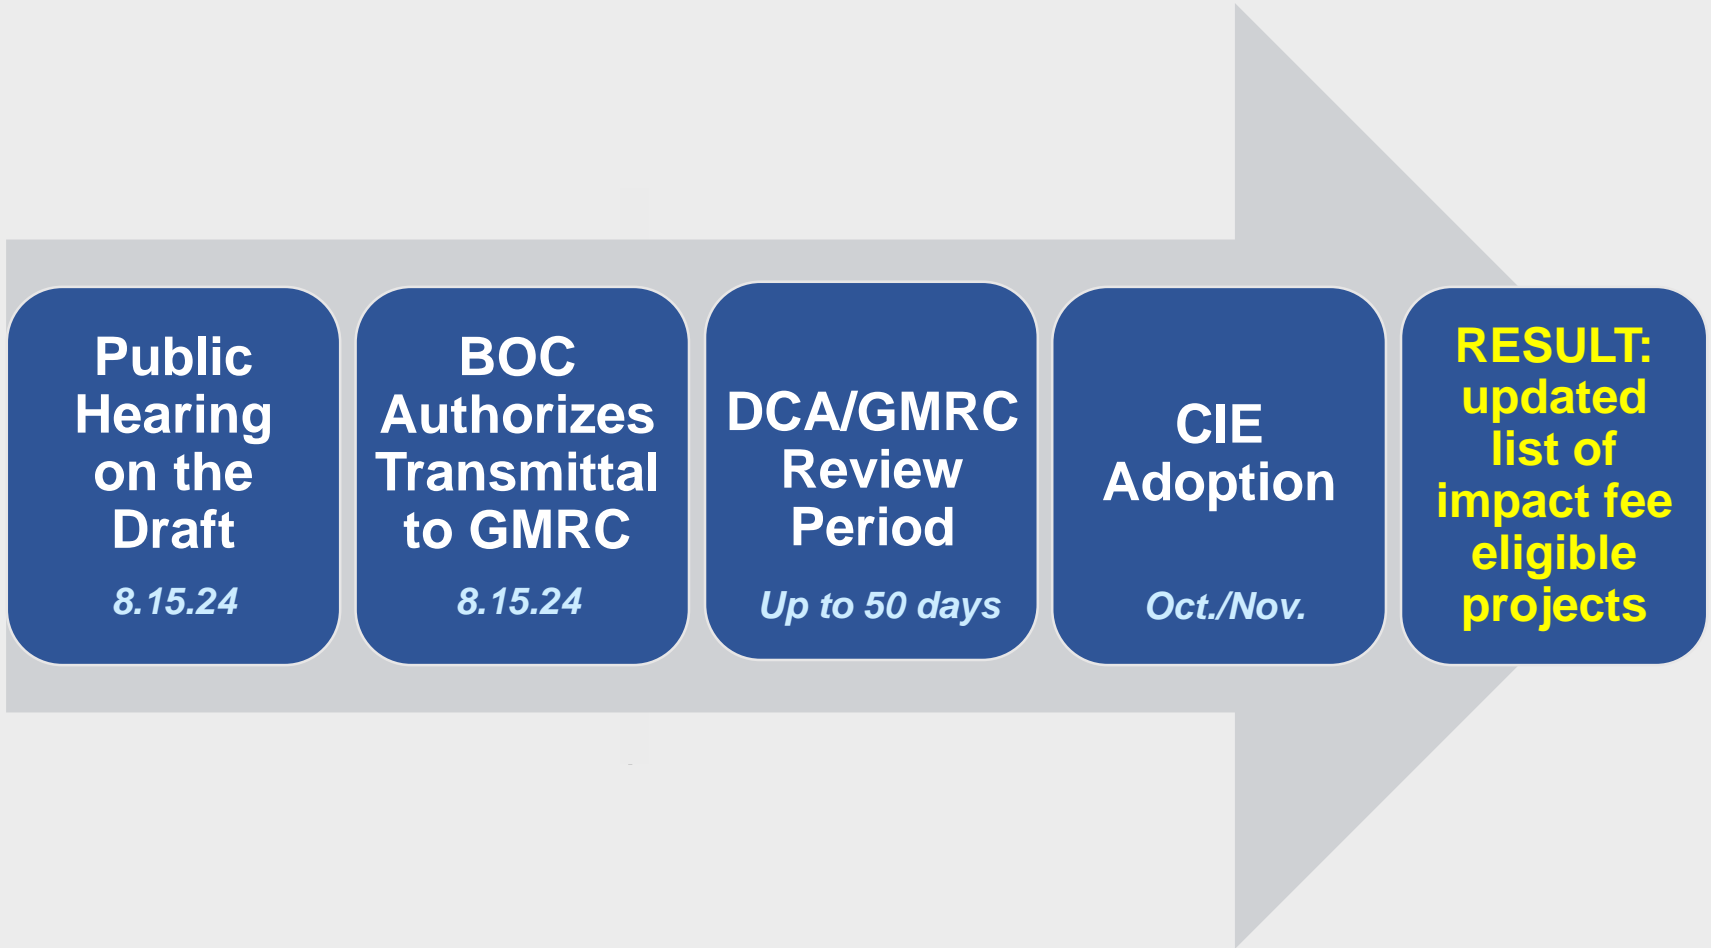 Public
Hearing
on the
Draft
8.15.24
BOC
Authorizes
Transmittal
to GMRC
8.15.24
DCA/GMRC
Review
Period
Up to 50 days
CIE
Adoption
Oct./Nov.
RESULT:
updated
list of
impact fee
eligible
projects